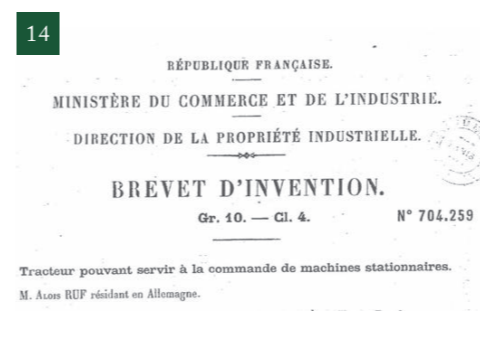 14
RÉPUBLIQUE FRANÇAISE.
MINISTÈRE DU COMMERCE ET DE L'INDUSTRIE.
DIRECTION DE LA PROPRIÉTÉ INDUSTRIELLE.
BREVET D'INVENTION.
Gr. 10. — Cl. 4. N° 704.259
Tracteur pouvant servir à la commande de machines stationnaires.
M. Alois RUF résidant en Allemagne.